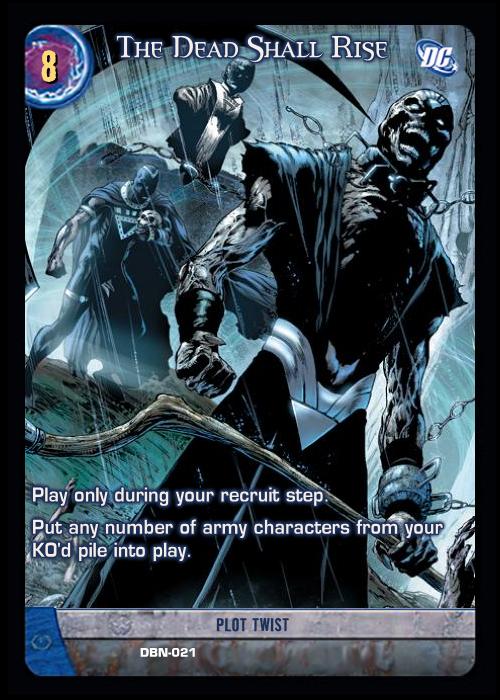 8
The Dead Shall Rise
DC
Play only during your recruit step.
Put any number of army characters from your
KO'd pile into play.
PLOT TWIST
DBN-021